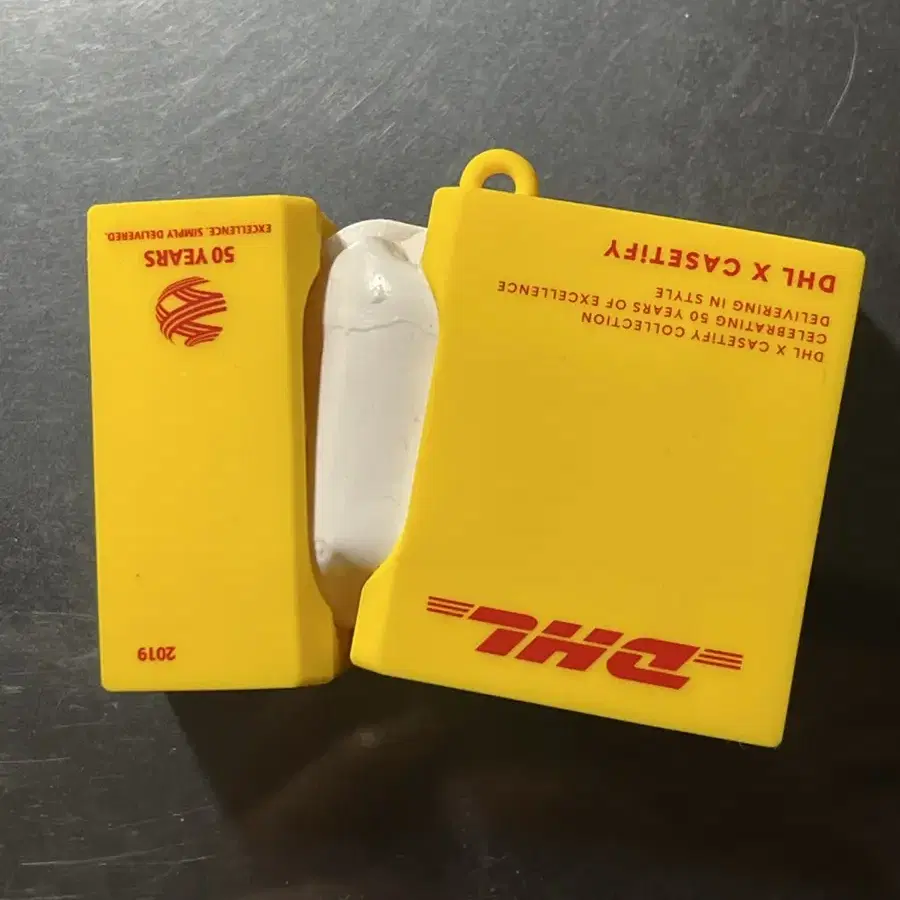 EXCELLENCE. SIMPLY DELIVERED.
50 YEARS
2019
DHL X CASETiFY
DHL X CASETiFY COLLECTION
CELEBRATING 50 YEARS OF EXCELLENCE
DELIVERING IN STYLE
DHL